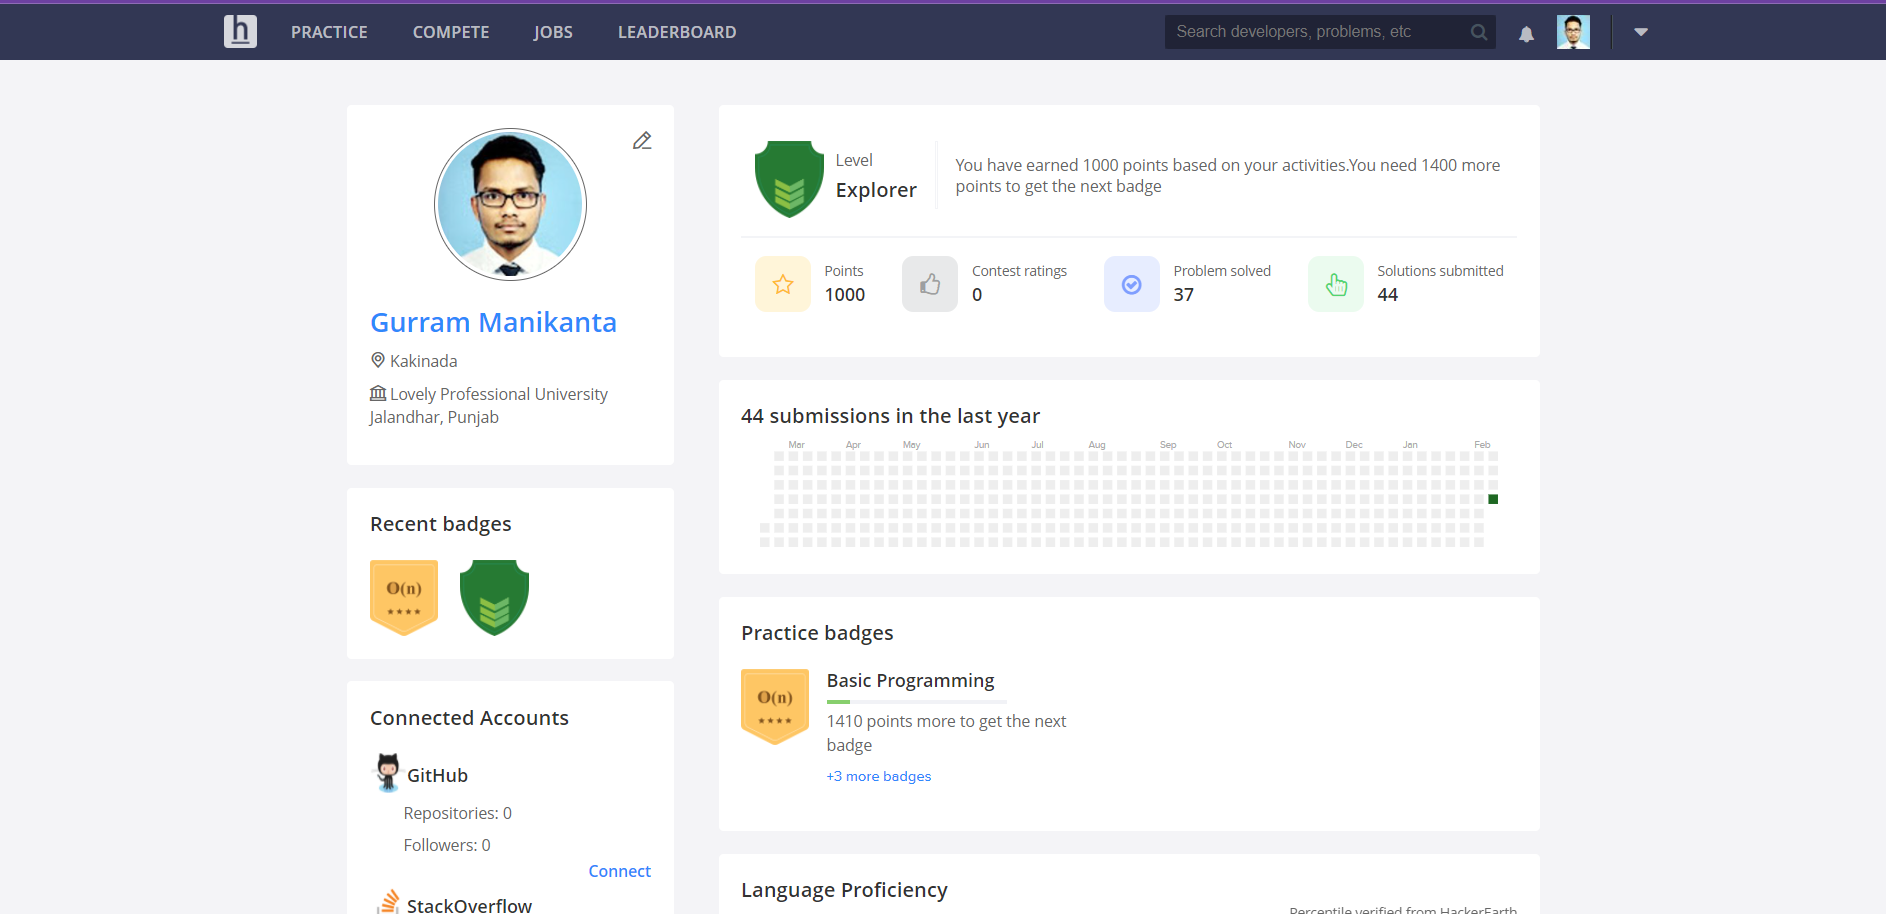 h
PRACTICE
COMPETE
JOBS
LEADERBOARD
Search developers, problems, etc
Gurram Manikanta
Kakinada
Lovely Professional University
Jalandhar, Punjab
Recent badges
O(n)
Connected Accounts
GitHub
Repositories: 0
Followers: 0
Connect
StackOverflow
Level
Explorer
You have earned 1000 points based on your activities.You need 1400 more
points to get the next badge
Points
1000
Contest ratings
0
Problem solved
37
Solutions submitted
44
44 submissions in the last year
Mar Apr May Jun Jul Aug Sep Oct Nov Dec Jan Feb
Practice badges
O(n)
Basic Programming
1410 points more to get the next
badge
+3 more badges
Language Proficiency
Percentile verified from HackerEarth